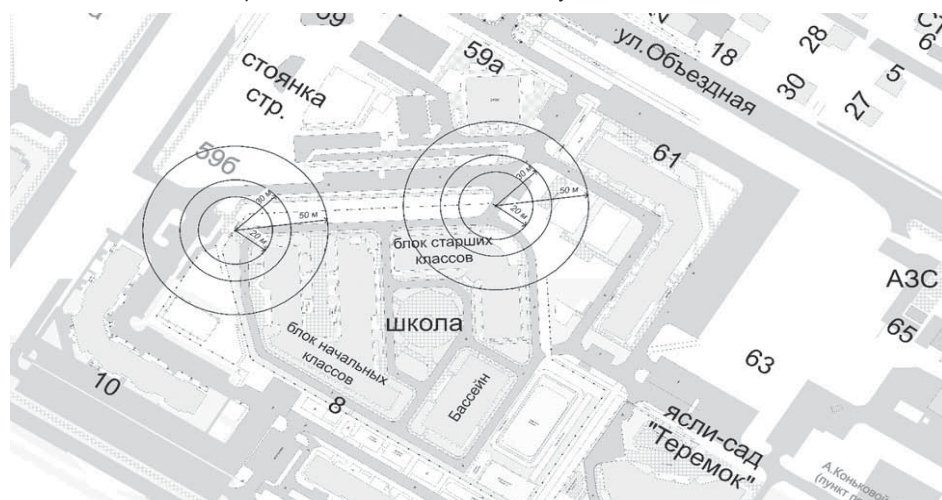 59
59а
ул.Объездная
18
28
6
5
30
27
стоянка
стр.
59б
61
30 м
50 м
20 м
30 м
50 м
20 м
блок старших
классов
АЗС
65
школа
блок начальных
классов
63
Бассейн
10
8
ясли-сад
"Теремок"
А.Коньковой